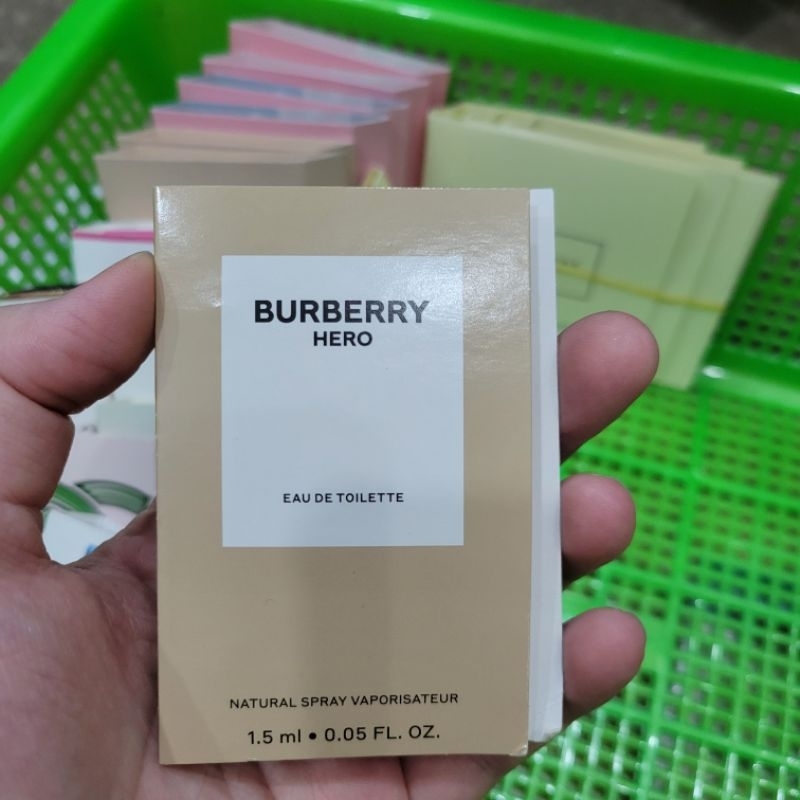 BURBERRY
HERO
EAU DE TOILETTE
NATURAL SPRAY VAPORISATEUR
1.5 ml • 0.05 FL. OZ.